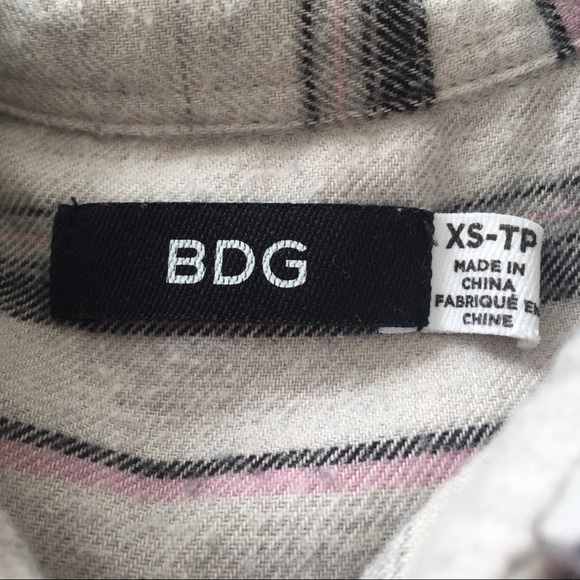 BDG
XS-TP
MADE IN
CHINA
FABRIQUÉ EN
CHINE